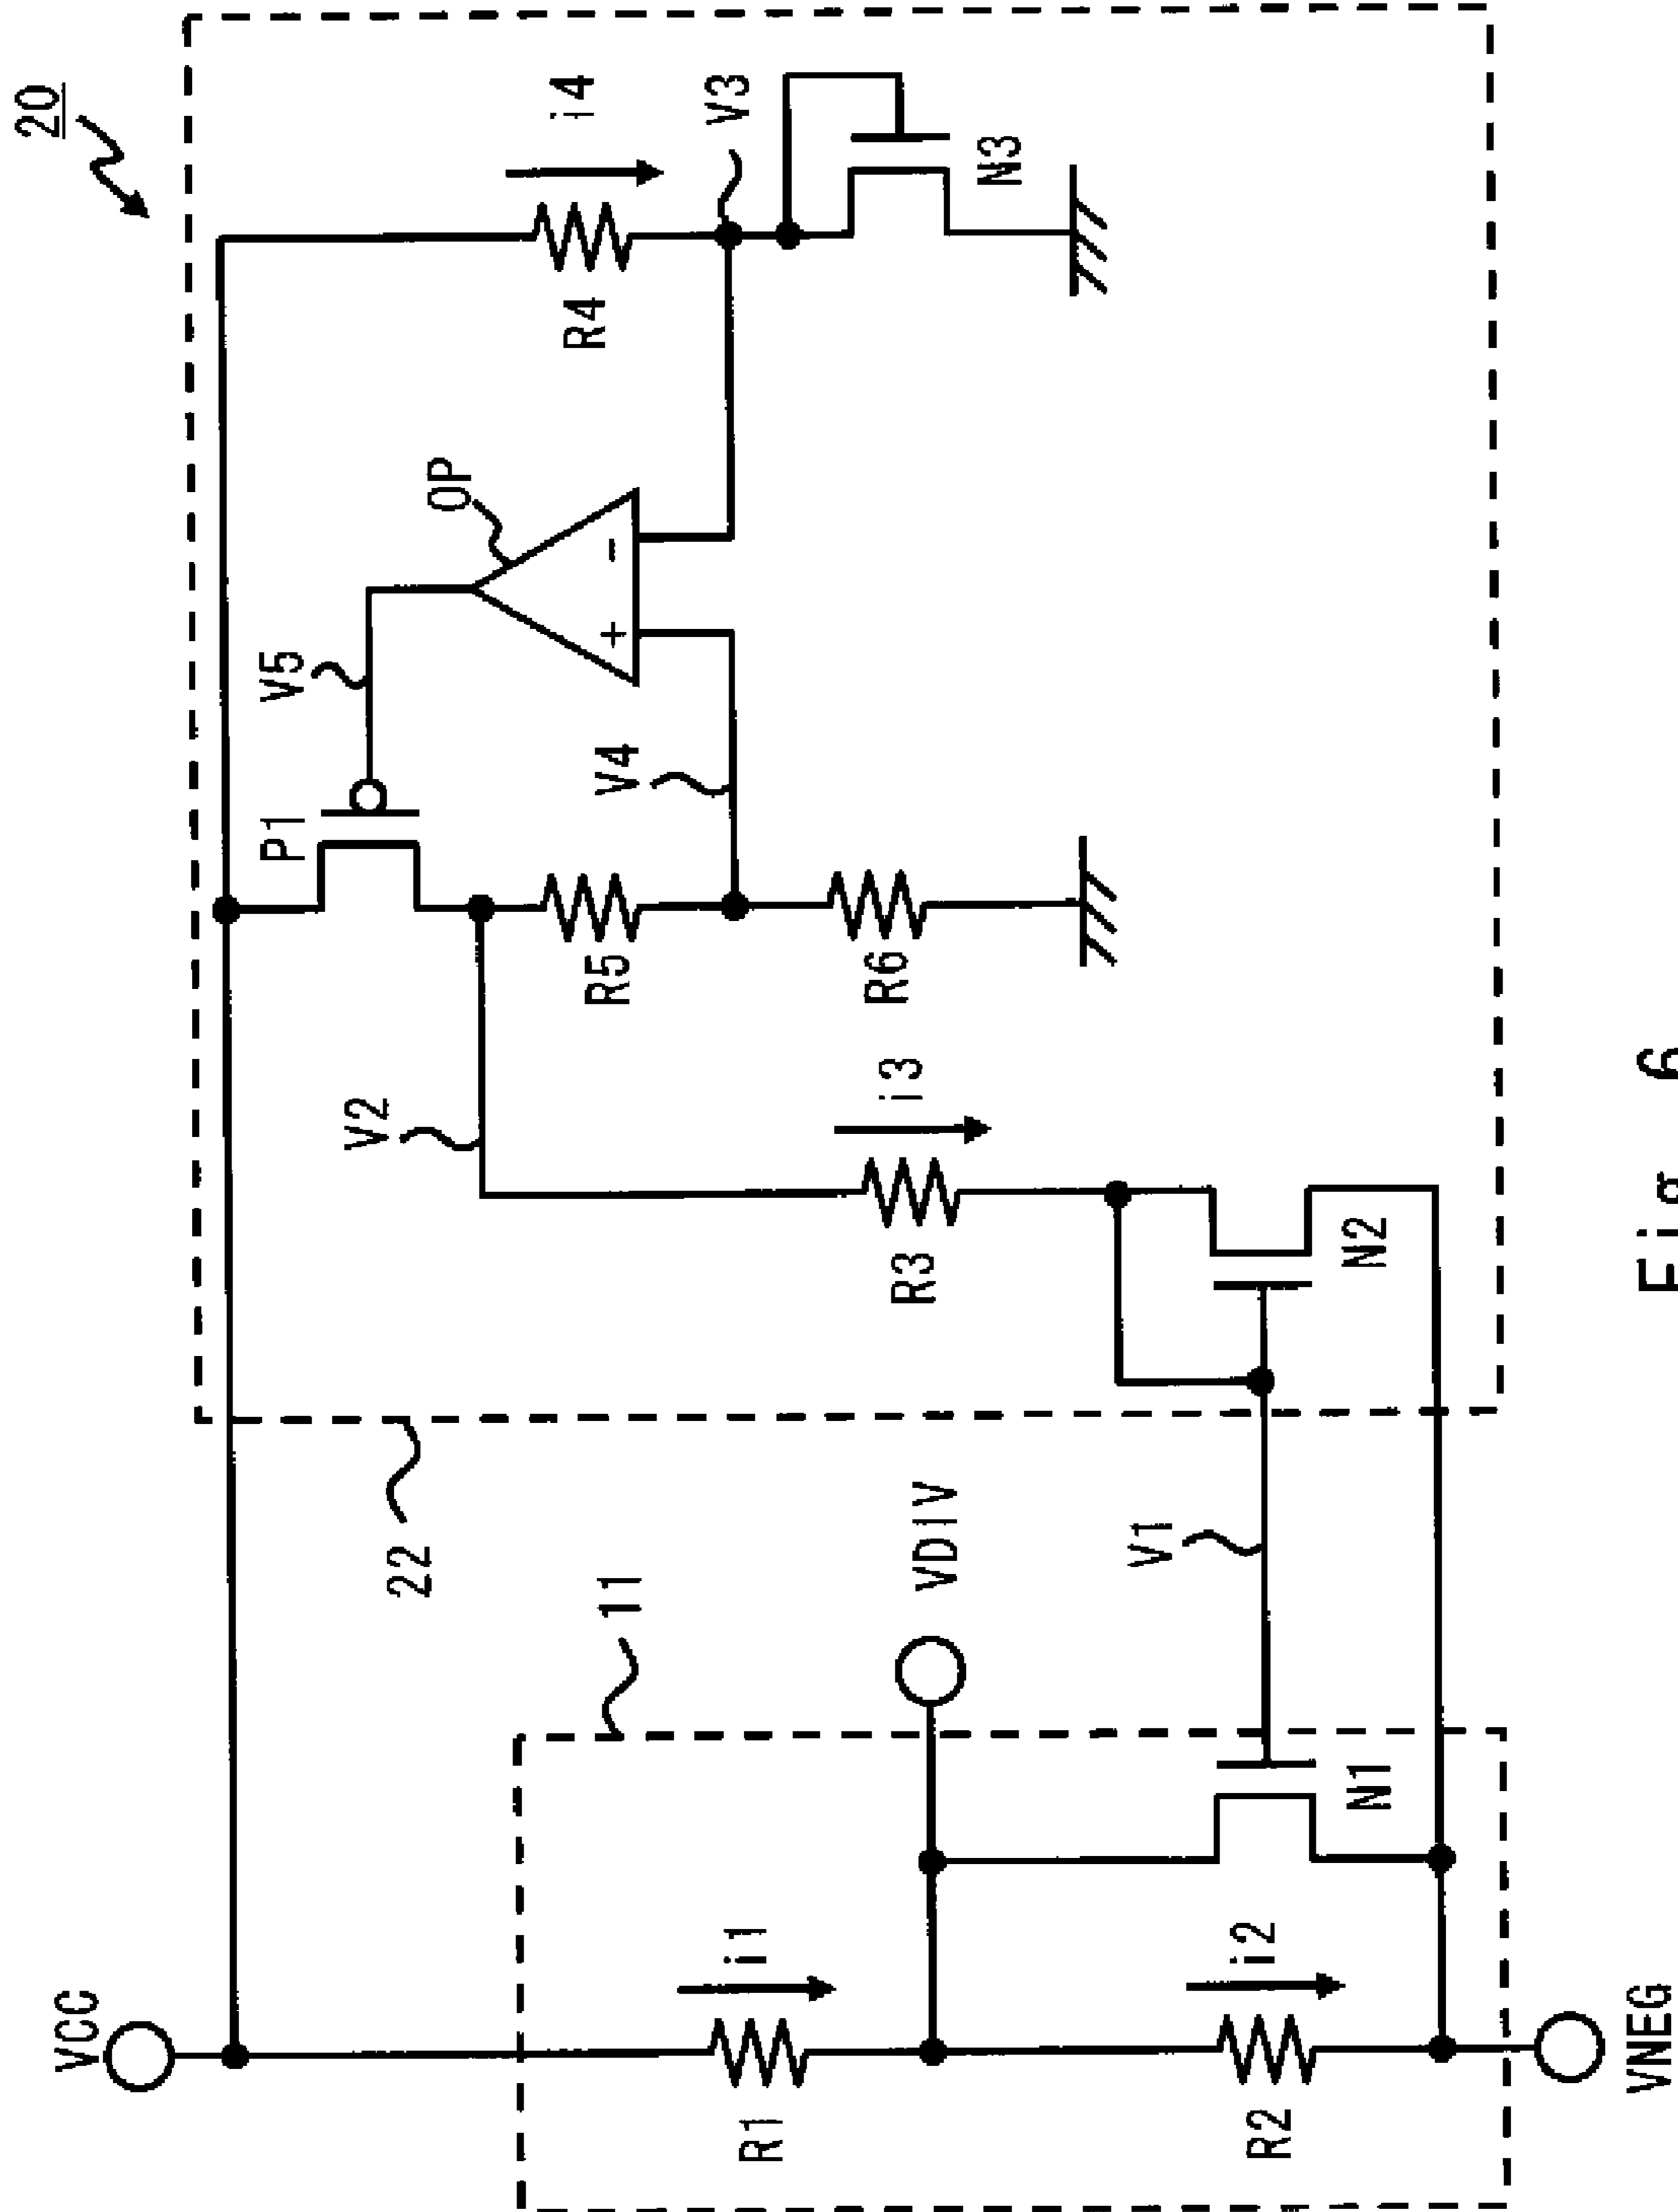 20
i4
V3
R4
N3
OP
-
+
V5
V4
P1
R5
R6
V2
i3
R3
N2
22
11
VDIV
V1
N1
VCC
i1
i2
R1
R2
VNEG
Fig. 6